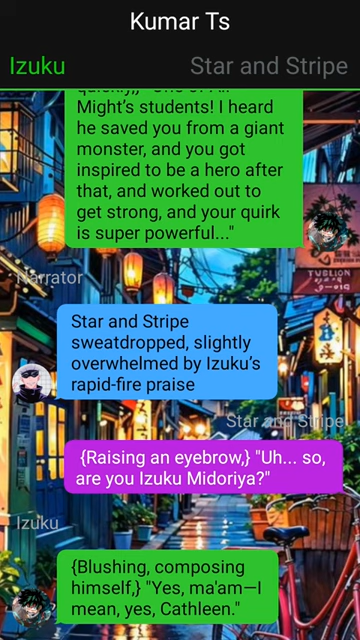 Kumar Ts
Izuku
Star and Stripe
Might's students! I heard
he saved you from a giant
monster, and you got
inspired to be a hero after
that, and worked out to
get strong, and your quirk
is super powerful..."
Narrator
Star and Stripe
sweatdropped, slightly
overwhelmed by Izuku's
rapid-fire praise
Star and Stripe
{Raising an eyebrow,} "Uh... so,
are you Izuku Midoriya?"
Izuku
{Blushing, composing
himself,} "Yes, ma'am—I
mean, yes, Cathleen."